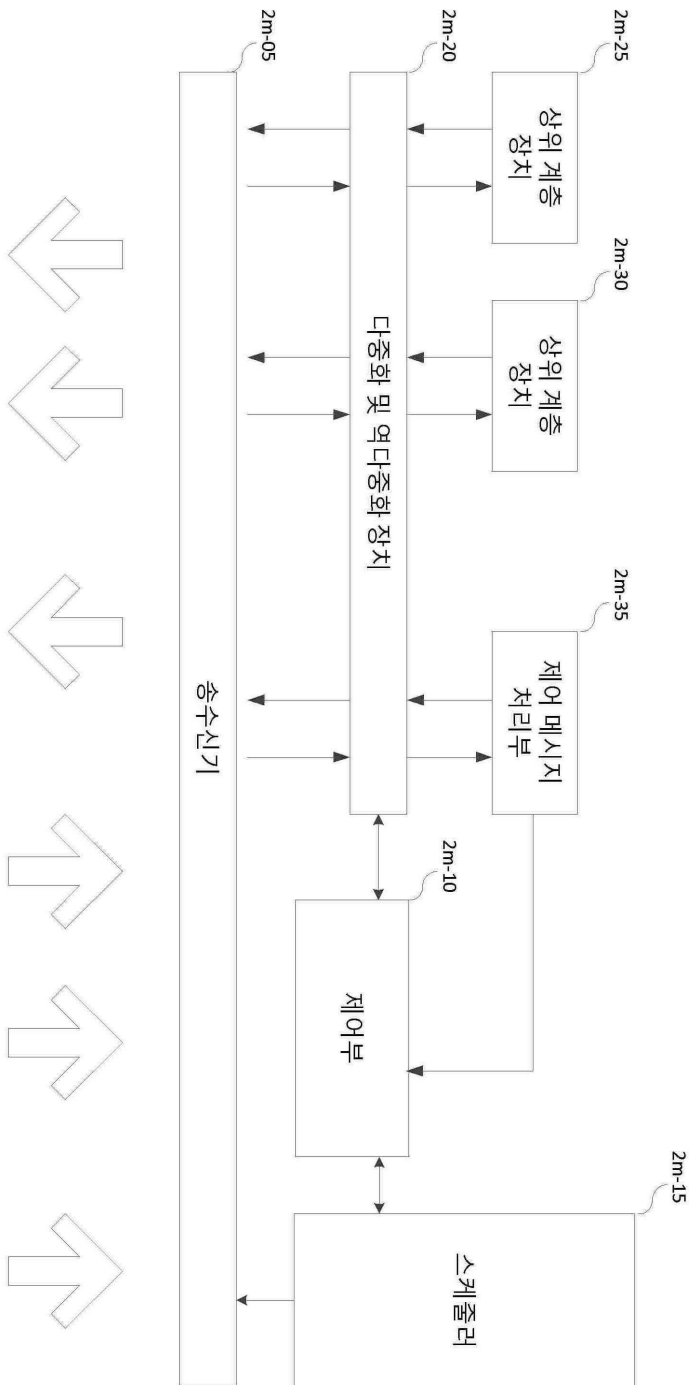 2m-25
상위 계층
장치
2m-30
상위 계층
장치
2m-35
제어 메시지
처리부
2m-15
스케줄러
2m-20
다중화 및 역다중화 장치
2m-10
제어부
2m-05
송수신기